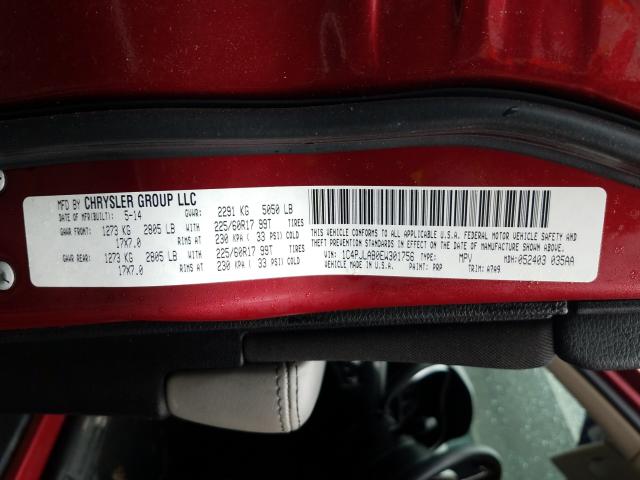 MFD BY CHRYSLER GROUP LLC
DATE OF MFR(BUILT): 5-14 GVWR: 2291 KG 5050 LB
GAWR FRONT: 1273 KG 2805 LB WITH 225/60R17 99T TIRES
17X7.0 RIMS AT 230 KPA ( 33 PSI) COLD
GAWR REAR: 1273 KG 2805 LB WITH 225/60R17 99T TIRES
17X7.0 RIMS AT 230 KPA ( 33 PSI) COLD
THIS VEHICLE CONFORMS TO ALL APPLICABLE U.S.A. FEDERAL MOTOR VEHICLE SAFETY AND
THEFT PREVENTION STANDARDS IN EFFECT ON THE DATE OF MANUFACTURE SHOWN ABOVE.
VIN: 1C4PJLAB0EW301756 TYPE: MPV MDH: 052403 035AA
VEHICLE MADE IN U.S.A. PAINT: PRP TRIM: A7A9